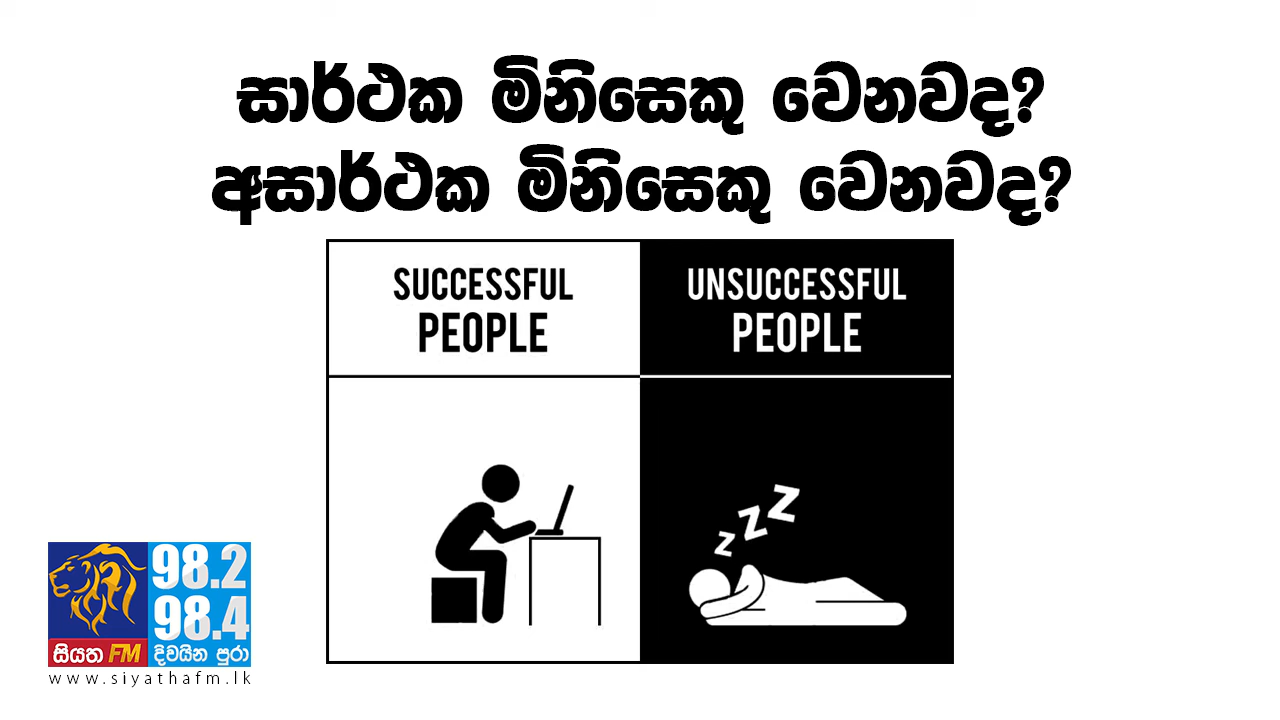 සාර්ථක මිනිසෙකු වෙනවද?
අසාර්ථක මිනිසෙකු වෙනවද?
SUCCESSFUL
PEOPLE
UNSUCCESSFUL
PEOPLE
z Z Z
98.2
98.4
සියත FM දිවයින පුරා
www.siyathafm.lk